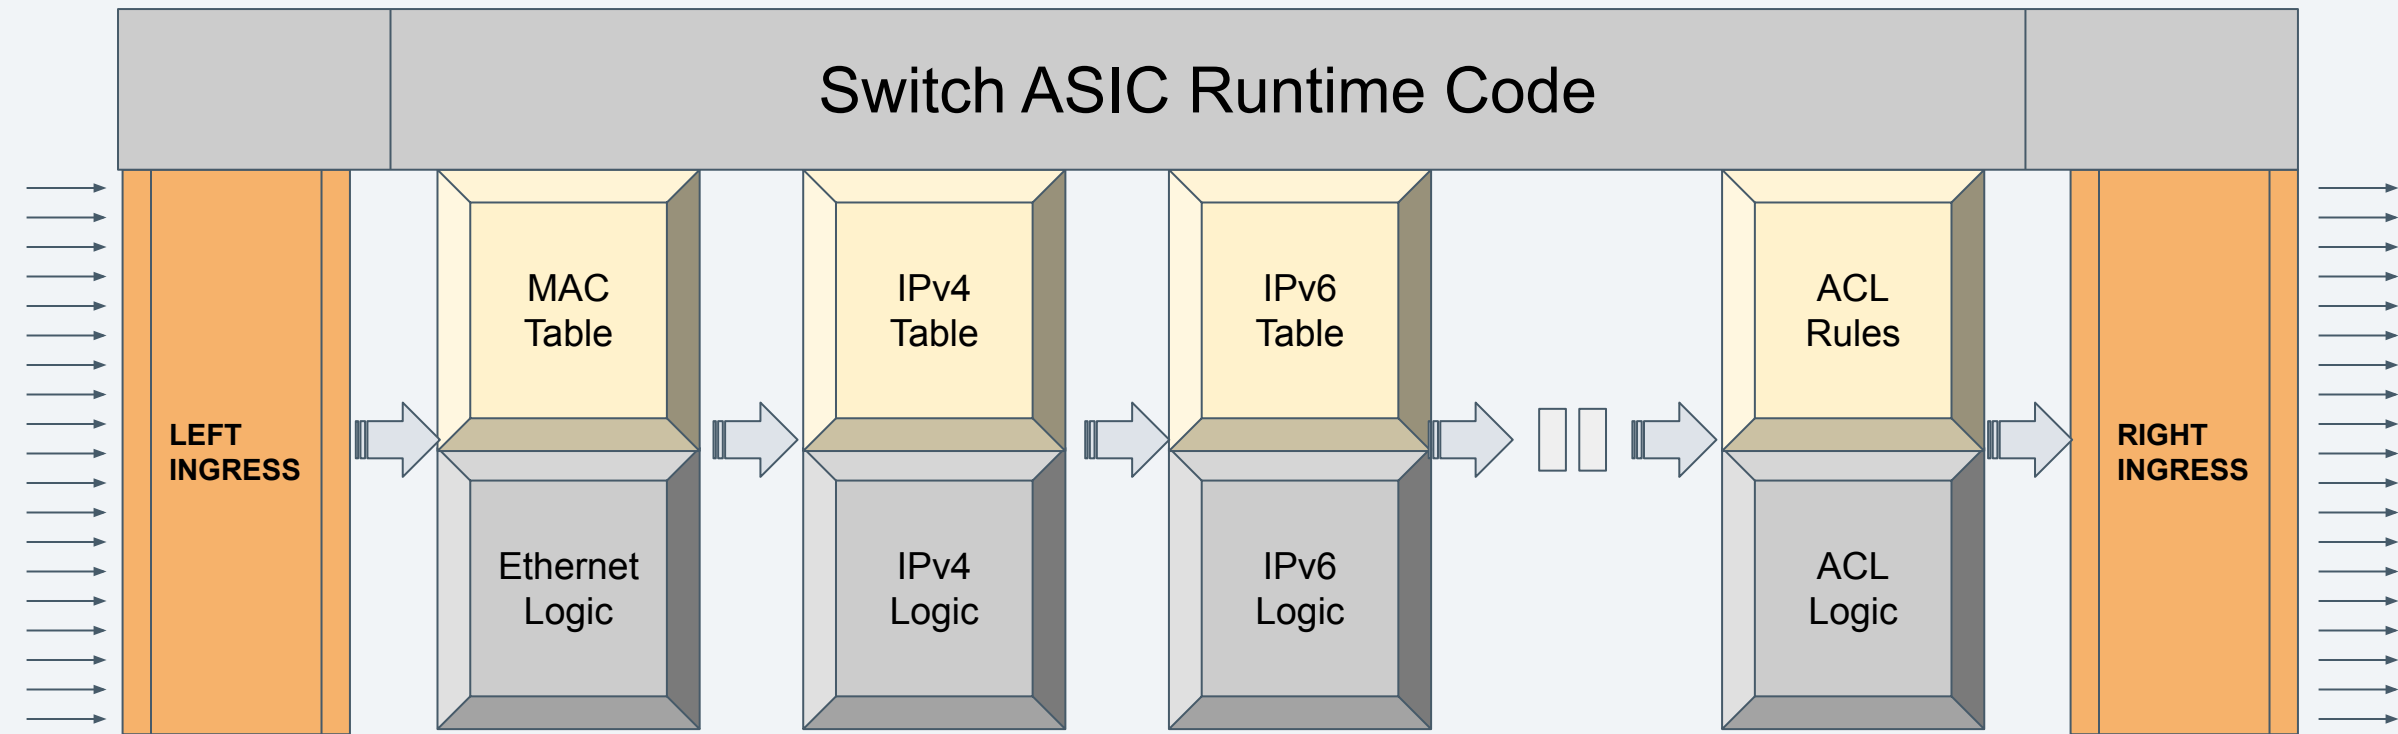 Switch ASIC Runtime Code
LEFT
INGRESS
MAC
Table
Ethernet
Logic
IPv4
Table
IPv4
Logic
IPv6
Table
IPv6
Logic
ACL
Rules
ACL
Logic
RIGHT
INGRESS